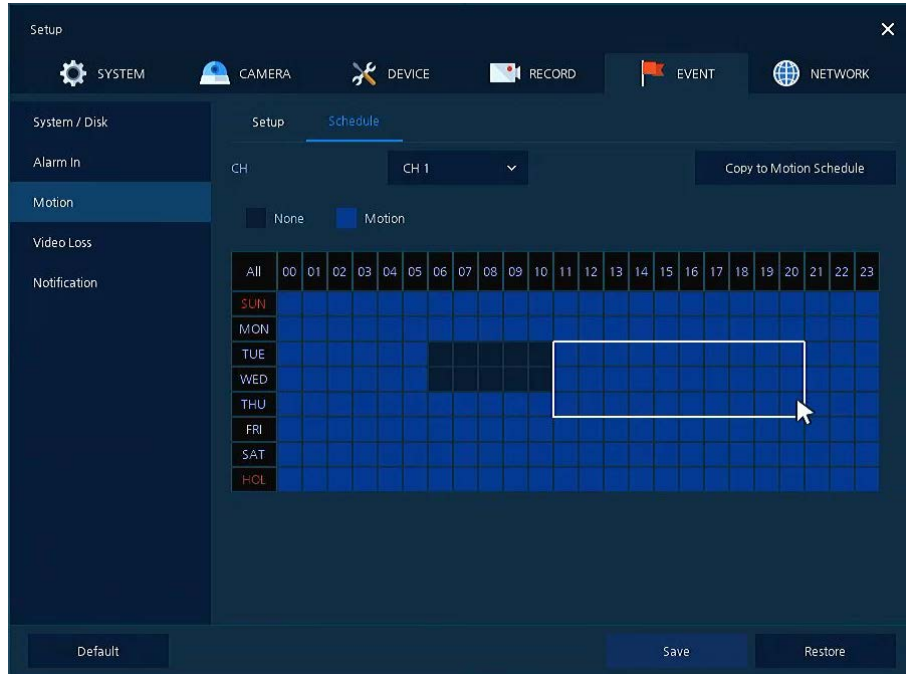 Setup
SYSTEM CAMERA DEVICE RECORD EVENT NETWORK
System / Disk
Alarm In
Motion
Video Loss
Notification
Setup Schedule
CH CH 1 Copy to Motion Schedule
None Motion
All 00 01 02 03 04 05 06 07 08 09 10 11 12 13 14 15 16 17 18 19 20 21 22 23
SUN
MON
TUE
WED
THU
FRI
SAT
HOL
Default Save Restore